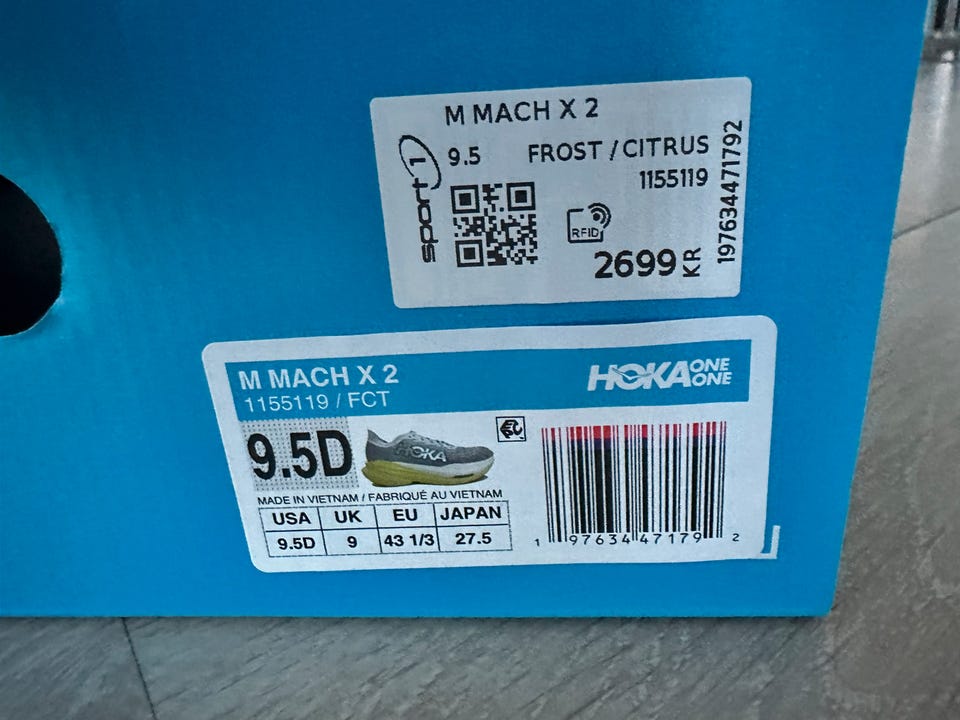 M MACH X 2
sport 1
9.5 FROST / CITRUS
1155119
RFID
2699 KR
197634471792
M MACH X 2
1155119 / FCT
HOKA ONE ONE
9.5D
HOKA
MADE IN VIETNAM / FABRIQUÉ AU VIETNAM
USA UK EU JAPAN
9.5D 9 43 1/3 27.5
1 97634 47179 2